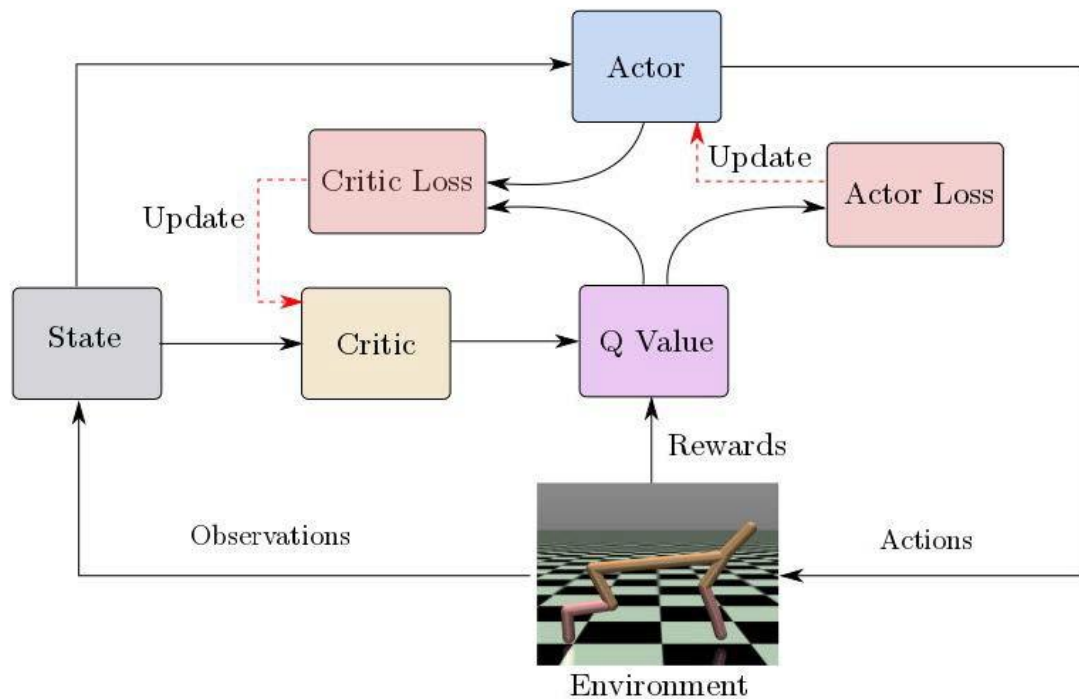 Actor
Update
Critic Loss
Actor Loss
Update
State
Critic
Q Value
Rewards
Observations
Actions
Environment